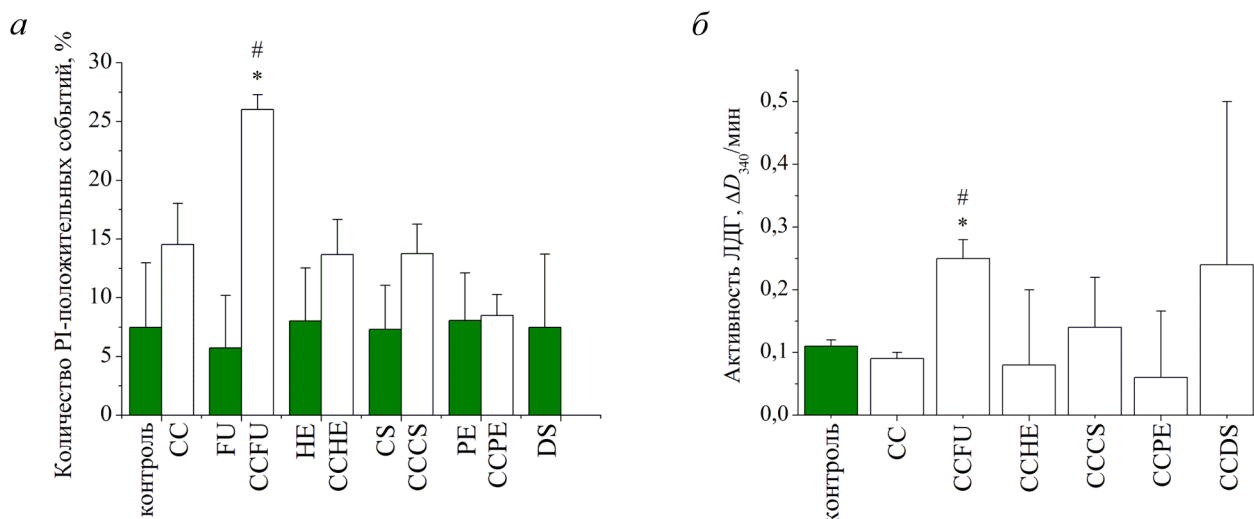 а
Количество PI-положительных событий, %
30
25
20
15
10
5
0
#
*
контроль
CC
FU
CCFU
HE
CCHE
CS
CCCS
PE
CCPE
DS
б
Активность ЛДГ, ΔD340/мин
0,5
0,4
0,3
0,2
0,1
0,0
#
*
контроль
CC
CCFU
CCHE
CCCS
CCPE
CCDS